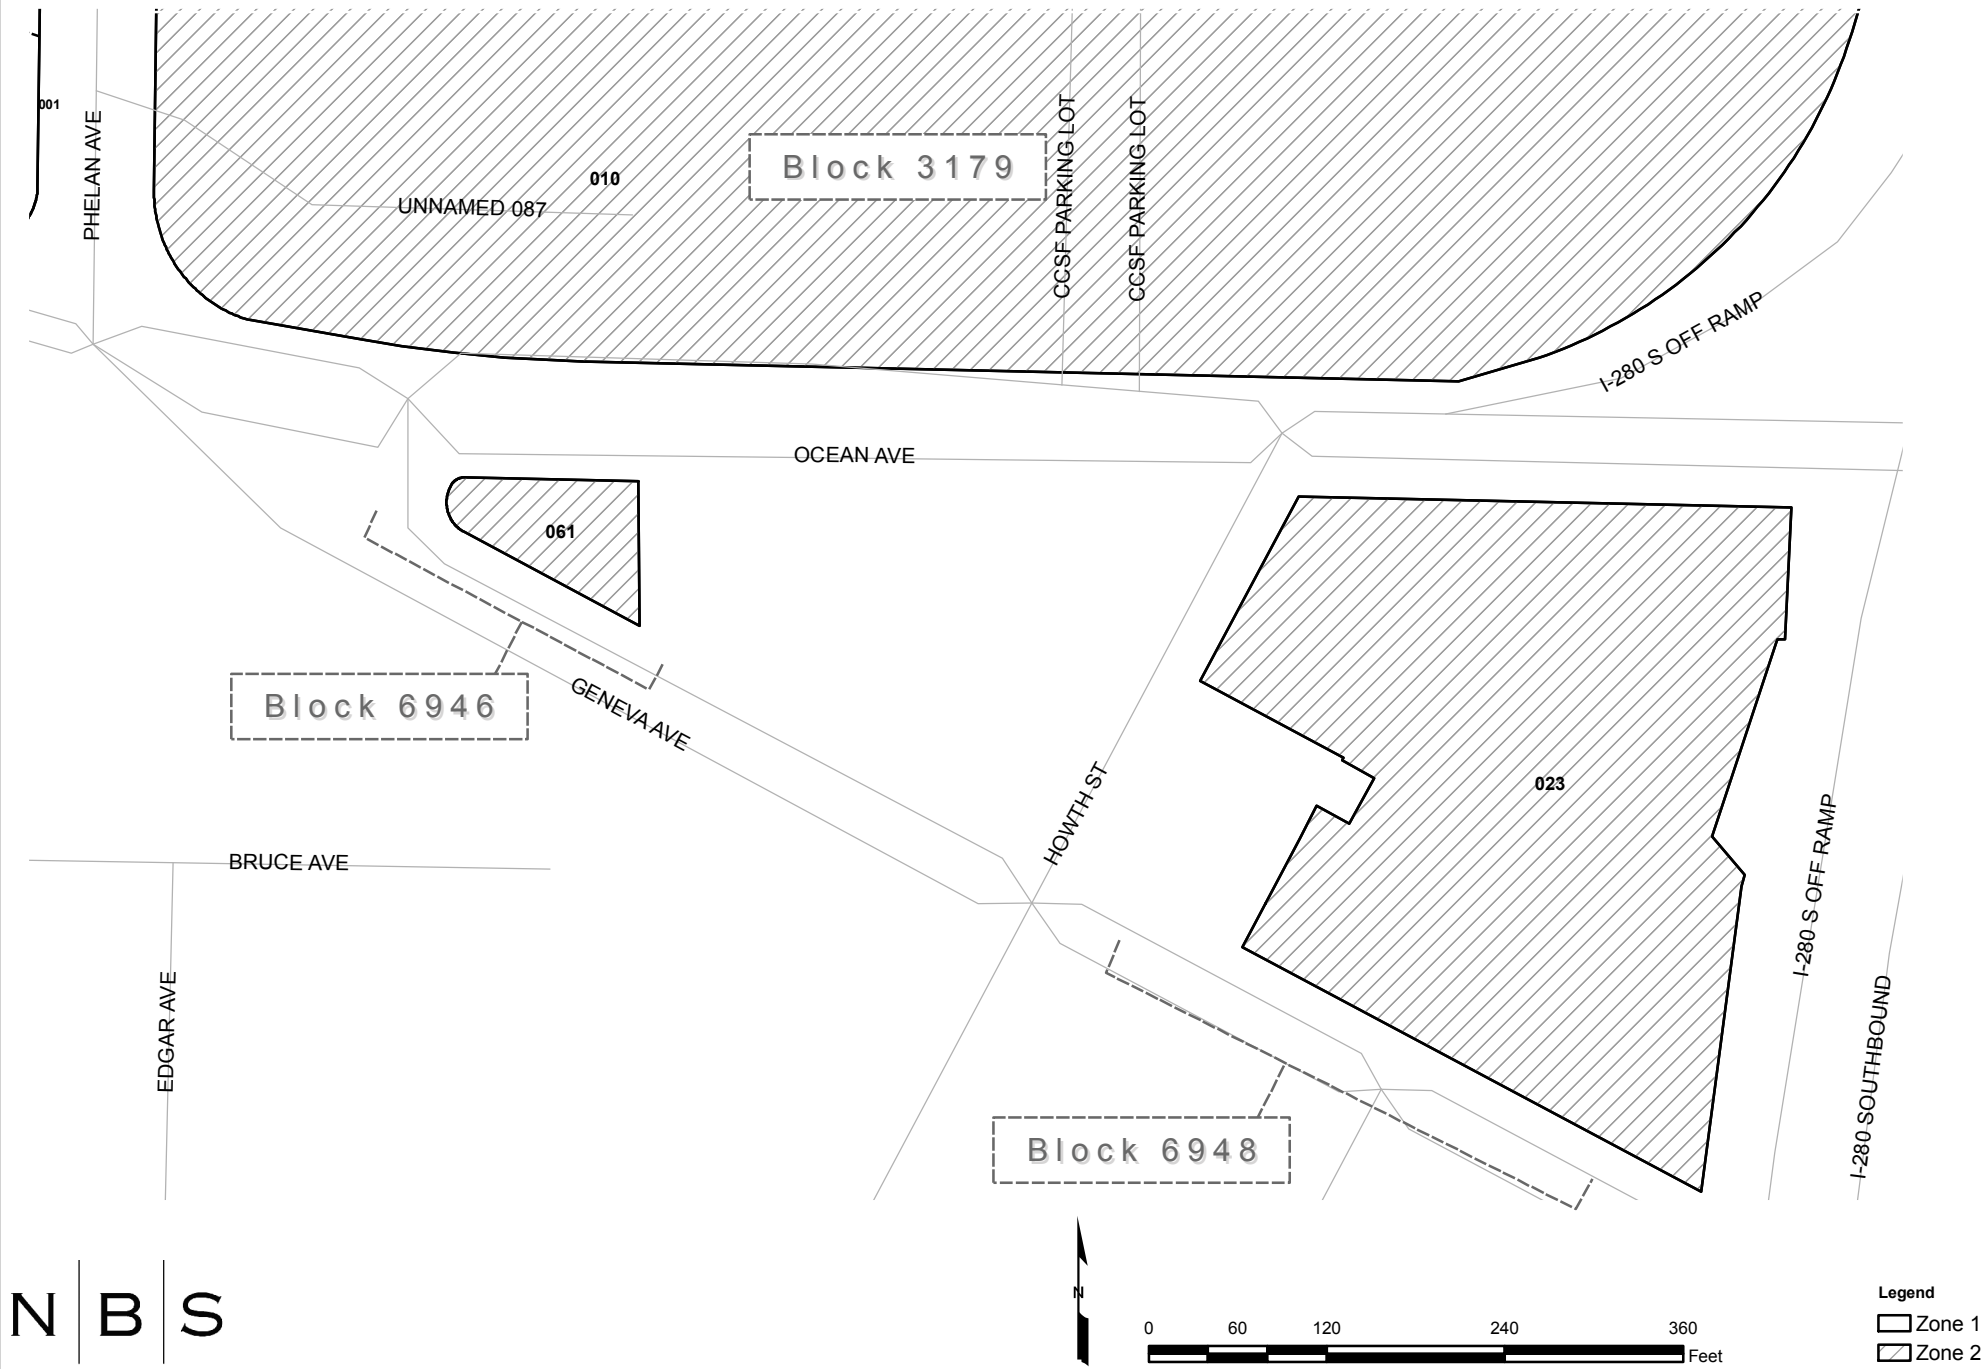 001
PHELAN AVE
010
UNNAMED 087
Block 3179
CCSF PARKING LOT
CCSF PARKING LOT
I-280 S OFF RAMP
OCEAN AVE
061
Block 6946
GENEVA AVE
HOWTH ST
023
I-280 S OFF RAMP
BRUCE AVE
EDGAR AVE
I-280 SOUTHBOUND
Block 6948
N B S
N
0 60 120 240 360
Feet
Legend
Zone 1
Zone 2